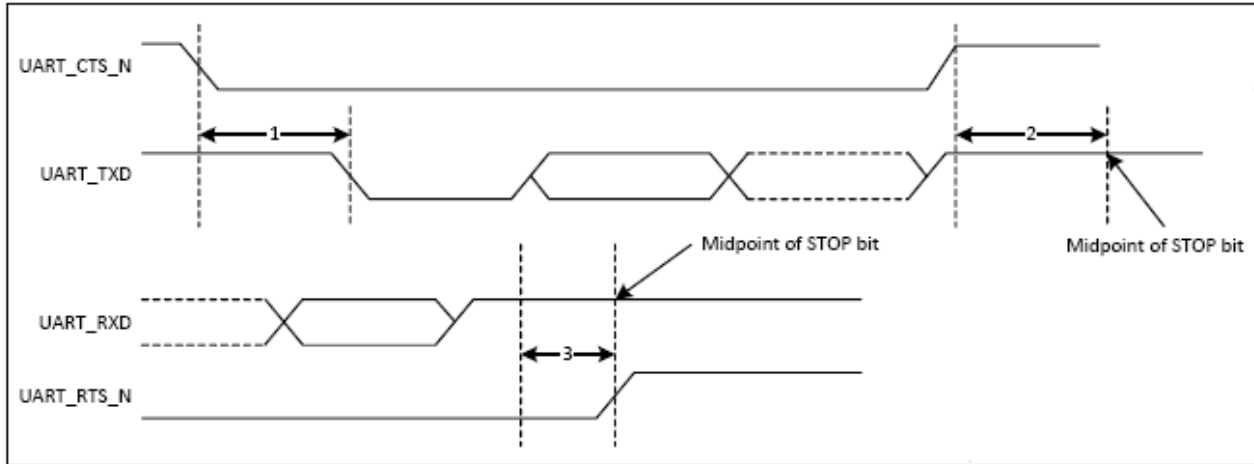 UART_CTS_N
1
2
UART_TXD
Midpoint of STOP bit
Midpoint of STOP bit
UART_RXD
3
UART_RTS_N